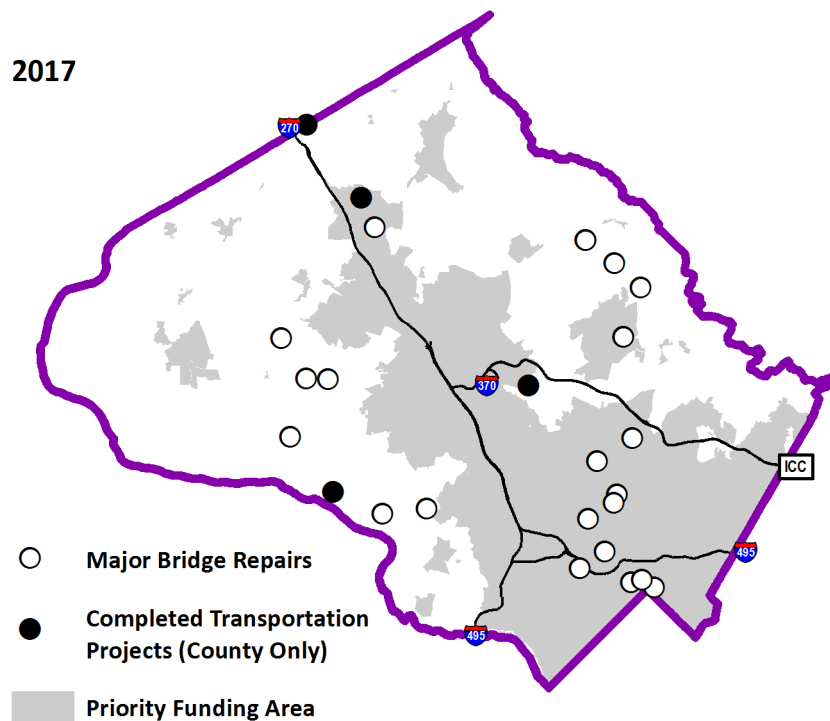 2017
270
370
ICC
495
495
Major Bridge Repairs
Completed Transportation
Projects (County Only)
Priority Funding Area